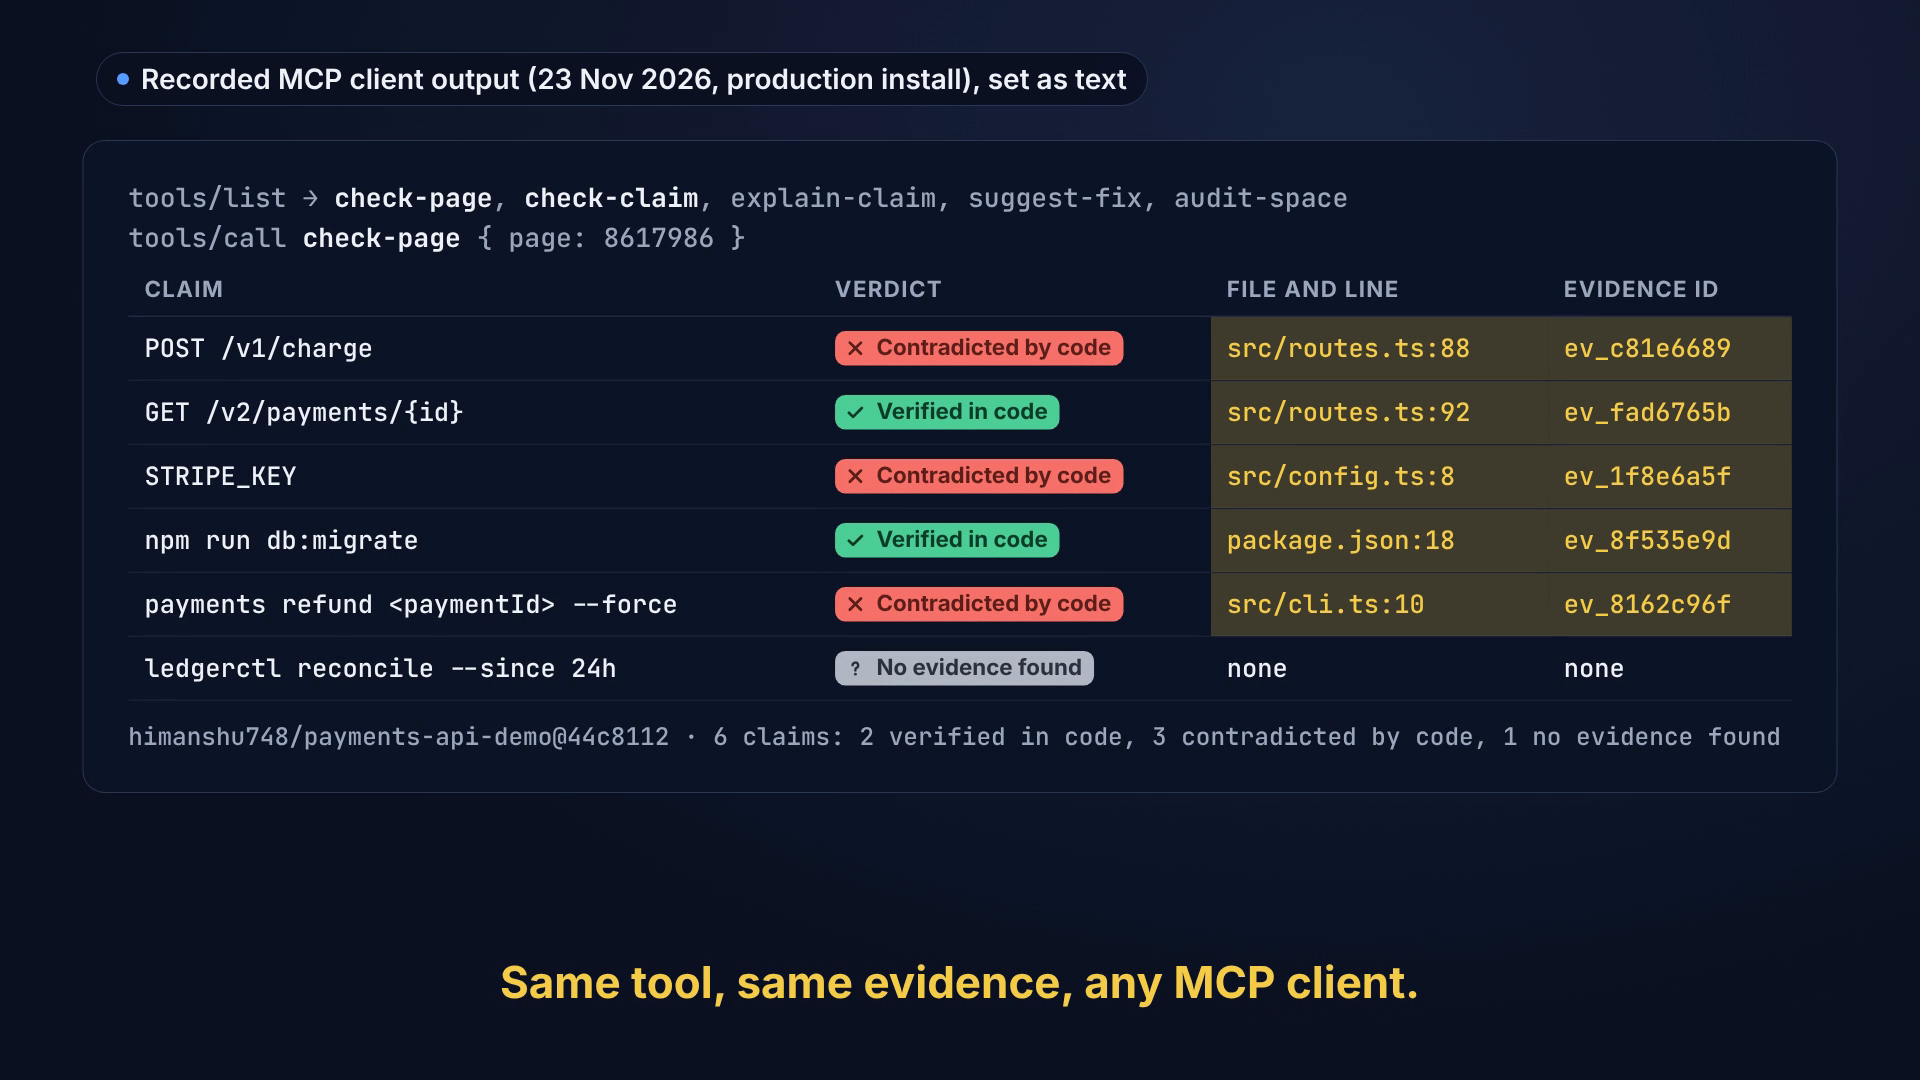 Recorded MCP client output (23 Nov 2026, production install), set as text
tools/list → check-page, check-claim, explain-claim, suggest-fix, audit-space
tools/call check-page { page: 8617986 }
CLAIM VERDICT FILE AND LINE EVIDENCE ID
POST /v1/charge ✕ Contradicted by code src/routes.ts:88 ev_c81e6689
GET /v2/payments/{id} ✓ Verified in code src/routes.ts:92 ev_fad6765b
STRIPE_KEY ✕ Contradicted by code src/config.ts:8 ev_1f8e6a5f
npm run db:migrate ✓ Verified in code package.json:18 ev_8f535e9d
payments refund <paymentId> --force ✕ Contradicted by code src/cli.ts:10 ev_8162c96f
ledgerctl reconcile --since 24h ? No evidence found none none
himanshu748/payments-api-demo@44c8112 · 6 claims: 2 verified in code, 3 contradicted by code, 1 no evidence found
Same tool, same evidence, any MCP client.